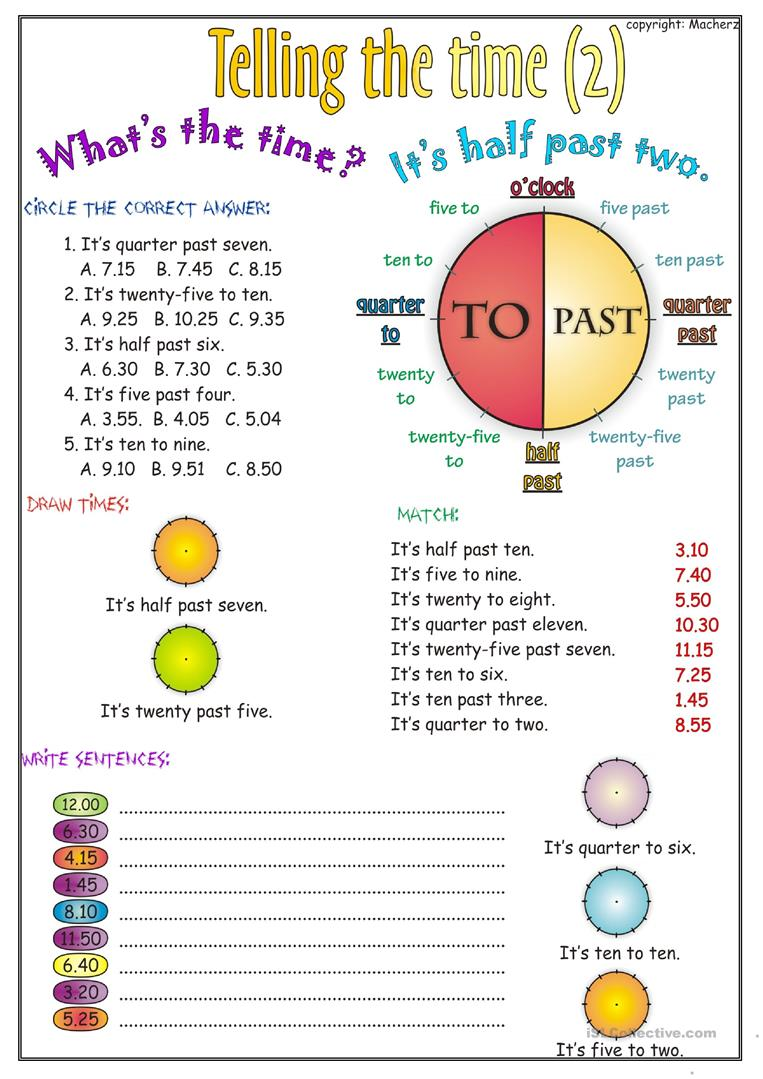 copyright: Macherz
Telling the time (2)
What's the time? It's half past two.
CIRCLE THE CORRECT ANSWER:
1. It's quarter past seven.
A. 7.15 B. 7.45 C. 8.15
2. It's twenty-five to ten.
A. 9.25 B. 10.25 C. 9.35
3. It's half past six.
A. 6.30 B. 7.30 C. 5.30
4. It's five past four.
A. 3.55. B. 4.05 C. 5.04
5. It's ten to nine.
A. 9.10 B. 9.51 C. 8.50
o'clock
five to
five past
ten to
ten past
quarter
to
TO
PAST
quarter
past
twenty
to
twenty
past
twenty-five
to
half
past
twenty-five
past
DRAW TIMES:
It's half past seven.
It's twenty past five.
MATCH:
It's half past ten. 3.10
It's five to nine. 7.40
It's twenty to eight. 5.50
It's quarter past eleven. 10.30
It's twenty-five past seven. 11.15
It's ten to six. 7.25
It's ten past three. 1.45
It's quarter to two. 8.55
WRITE SENTENCES:
12.00
6.30
4.15
1.45
8.10
11.50
6.40
3.20
5.25
It's quarter to six.
It's ten to ten.
iSLCollective.com
It's five to two.